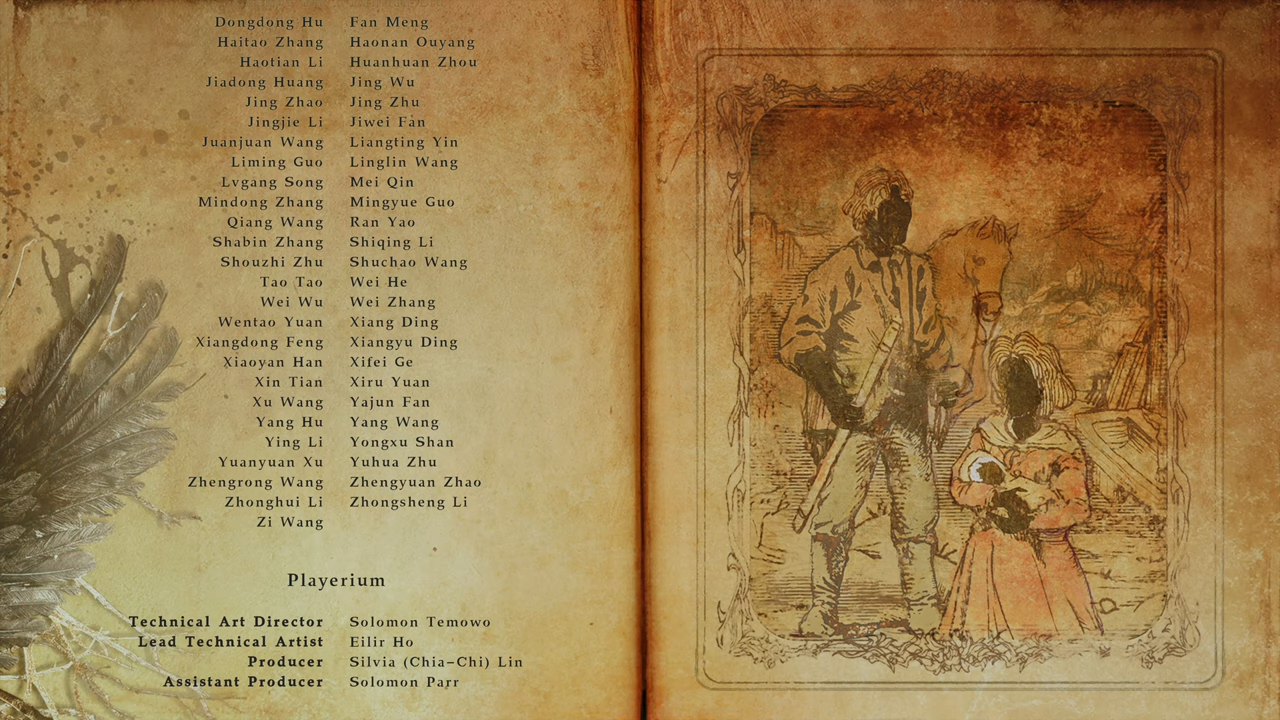 Dongdong Hu Fan Meng
Haitao Zhang Haonan Ouyang
Haotian Li Huanhuan Zhou
Jiadong Huang Jing Wu
Jing Zhao Jing Zhu
Jingjie Li Jiwei Fan
Juanjuan Wang Liangting Yin
Liming Guo Linglin Wang
Lvgang Song Mei Qin
Mindong Zhang Mingyue Guo
Qiang Wang Ran Yao
Shabin Zhang Shiqing Li
Shouzhi Zhu Shuchao Wang
Tao Tao Wei He
Wei Wu Wei Zhang
Wentao Yuan Xiang Ding
Xiangdong Feng Xiangyu Ding
Xiaoyan Han Xifei Ge
Xin Tian Xiru Yuan
Xu Wang Yajun Fan
Yang Hu Yang Wang
Ying Li Yongxu Shan
Yuanyuan Xu Yuhua Zhu
Zhengrong Wang Zhengyuan Zhao
Zhonghui Li Zhongsheng Li
Zi Wang
Playerium
Technical Art Director Solomon Temowo
Lead Technical Artist Eilir Ho
Producer Silvia (Chia-Chi) Lin
Assistant Producer Solomon Parr